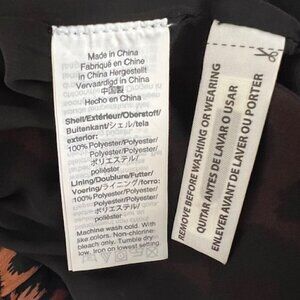 Made in China
Fabriqué en Chine
in China Hergestellt
Vervaardigd in China
中国製
Hecho en China
Shell/Extérieur/Oberstoff/
Buitenkant/シェル/tela
exterior:
100% Polyester/Polyester/
Polyester/Polyester/
ポリエステル/
poliéster
Lining/Doublure/Futter/
Voering/ライニング/forro:
100% Polyester/Polyester/
Polyester/Polyester/
ポリエステル/
poliéster
Machine wash cold. With
like colors. Non-chlorine
bleach only. Tumble dry
low. Iron on lowest setting
REMOVE BEFORE WASHING OR WEARING
QUITAR ANTES DE LAVAR O USAR
ENLEVER AVANT DE LAVER OU PORTER